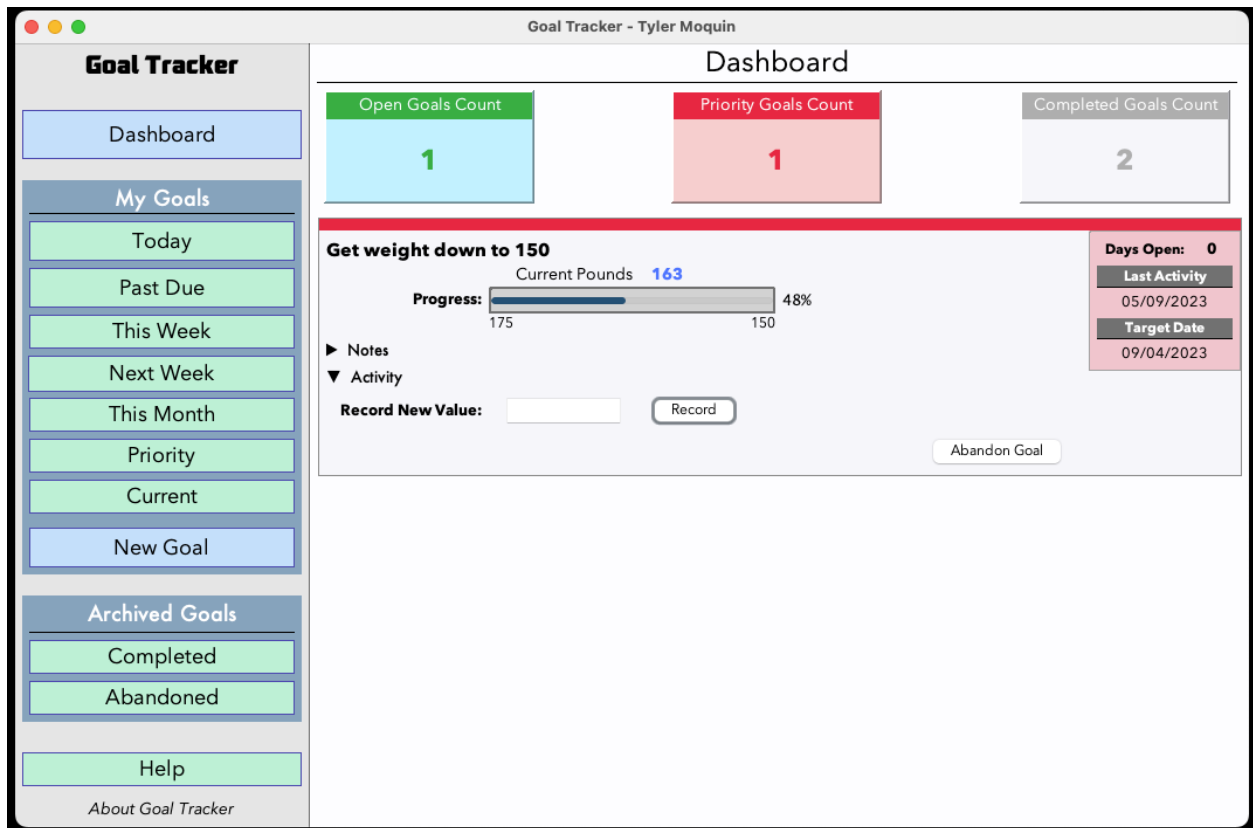 Goal Tracker - Tyler Moquin
Goal Tracker
Dashboard
My Goals
Today
Past Due
This Week
Next Week
This Month
Priority
Current
New Goal
Archived Goals
Completed
Abandoned
Help
About Goal Tracker
Dashboard
Open Goals Count
1
Priority Goals Count
1
Completed Goals Count
2
Get weight down to 150
Current Pounds 163
Progress: 48%
175 150
Notes
Activity
Record New Value: Record
Abandon Goal
Days Open: 0
Last Activity
05/09/2023
Target Date
09/04/2023